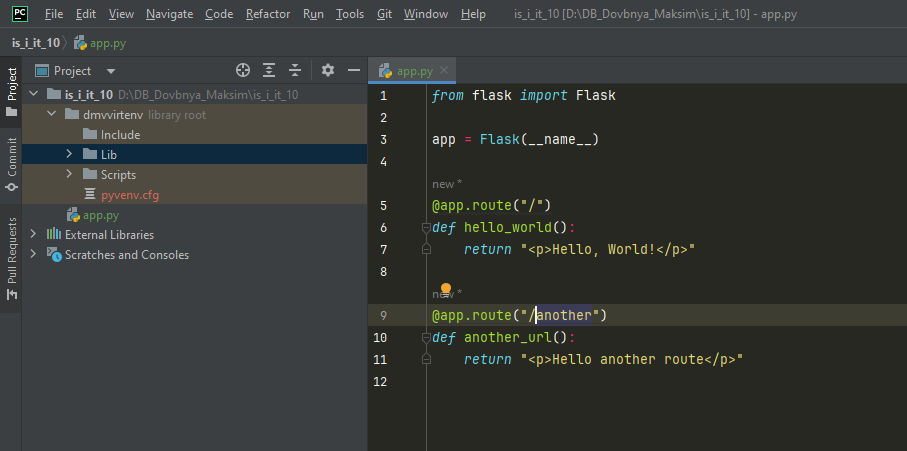 PC File Edit View Navigate Code Refactor Run Tools Git Window Help is_i_it_10 [D:\DB_Dovbnya_Maksim\is_i_it_10] - app.py
is_i_it_10 app.py
Project
Commit
Pull Requests
Project
is_i_it_10 D:\DB_Dovbnya_Maksim\is_i_it_10
dmvvirtenv library root
Include
Lib
Scripts
pyvenv.cfg
app.py
External Libraries
Scratches and Consoles
app.py
1 from flask import Flask
2
3 app = Flask(__name__)
4
new *
5 @app.route("/")
6 def hello_world():
7 return "<p>Hello, World!</p>"
8
new *
9 @app.route("/another")
10 def another_url():
11 return "<p>Hello another route</p>"
12